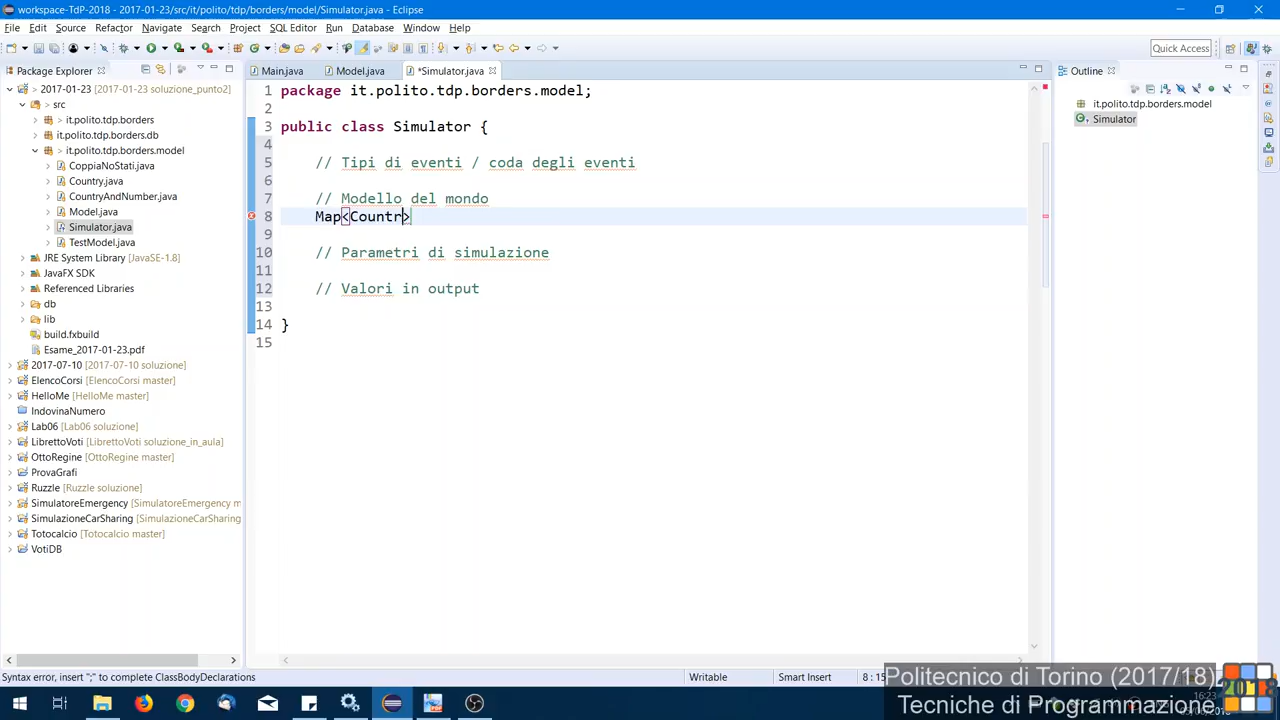 workspace-TdP-2018 - 2017-01-23/src/it/polito/tdp/borders/model/Simulator.java - Eclipse
File Edit Source Refactor Navigate Search Project SQL Editor Run Database Window Help
Quick Access
Package Explorer
Main.java Model.java *Simulator.java
Outline
2017-01-23 [2017-01-23 soluzione_punto2]
src
it.polito.tdp.borders
it.polito.tdp.borders.db
it.polito.tdp.borders.model
CoppiaNoStati.java
Country.java
CountryAndNumber.java
Model.java
Simulator.java
TestModel.java
JRE System Library [JavaSE-1.8]
JavaFX SDK
Referenced Libraries
db
lib
build.fxbuild
Esame_2017-01-23.pdf
2017-07-10 [2017-07-10 soluzione]
ElencoCorsi [ElencoCorsi master]
HelloMe [HelloMe master]
IndovinaNumero
Lab06 [Lab06 soluzione]
LibrettoVoti [LibrettoVoti soluzione_in_aula]
OttoRegine [OttoRegine master]
ProvaGrafi
Ruzzle [Ruzzle soluzione]
SimulatoreEmergency [SimulatoreEmergency m
SimulazioneCarSharing [SimulazioneCarSharing
Totocalcio [Totocalcio master]
VotiDB
1 package it.polito.tdp.borders.model;
2
3 public class Simulator {
4
5 // Tipi di eventi / coda degli eventi
6
7 // Modello del mondo
8 Map<Countr>
9
10 // Parametri di simulazione
11
12 // Valori in output
13
14 }
15
it.polito.tdp.borders.model
Simulator
Syntax error, insert ";" to complete ClassBodyDeclarations
Writable Smart Insert 8 : 15
Politecnico di Torino (2017/18)
Tecniche di Programmazione
2018
16:23